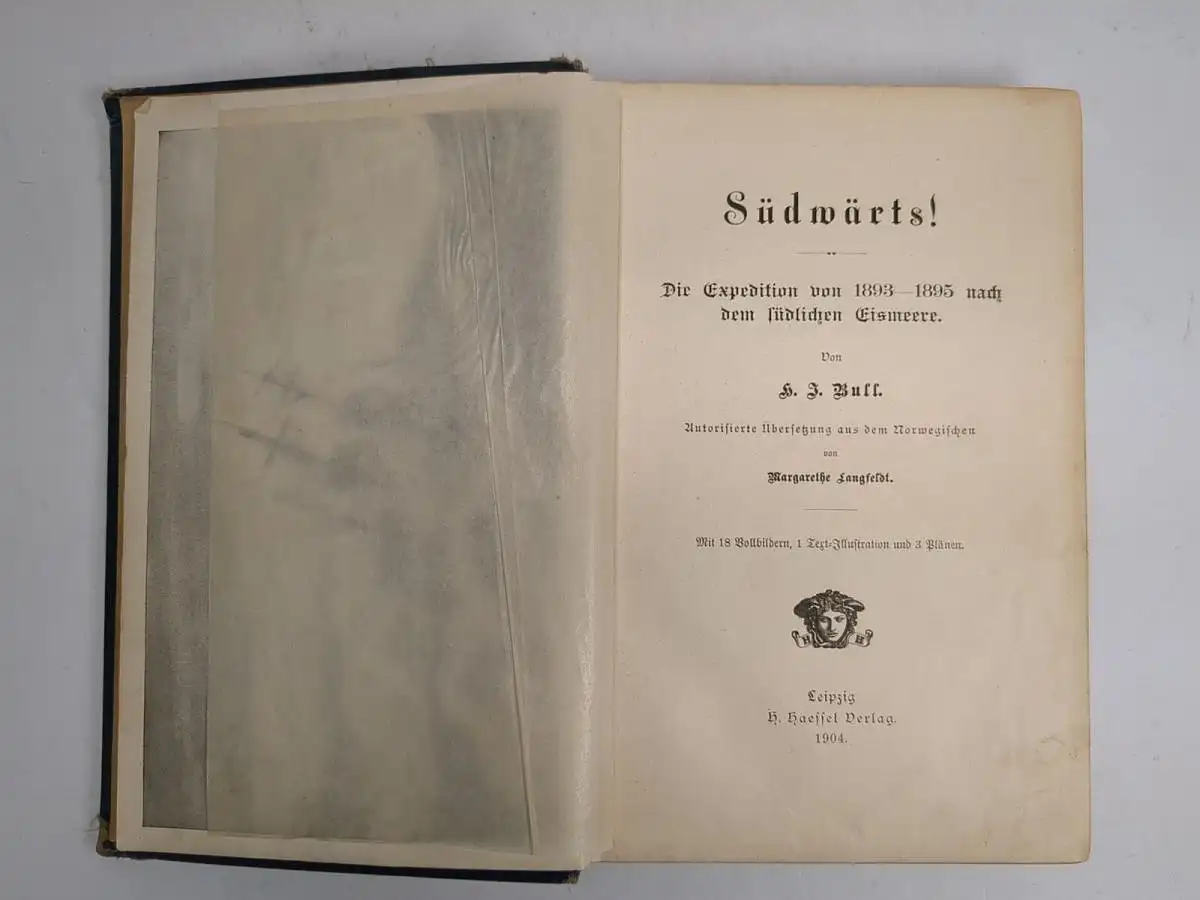 Südwärts!
Die Expedition von 1893—1895 nach
dem südlichen Eismeere.
Von
H. J. Bull.
Autorisierte Übersetzung aus dem Norwegischen
von
Margarethe Langfeldt.
Mit 18 Vollbildern, 1 Text-Illustration und 3 Plänen.
H H
Leipzig
H. Haessel Verlag.
1904.